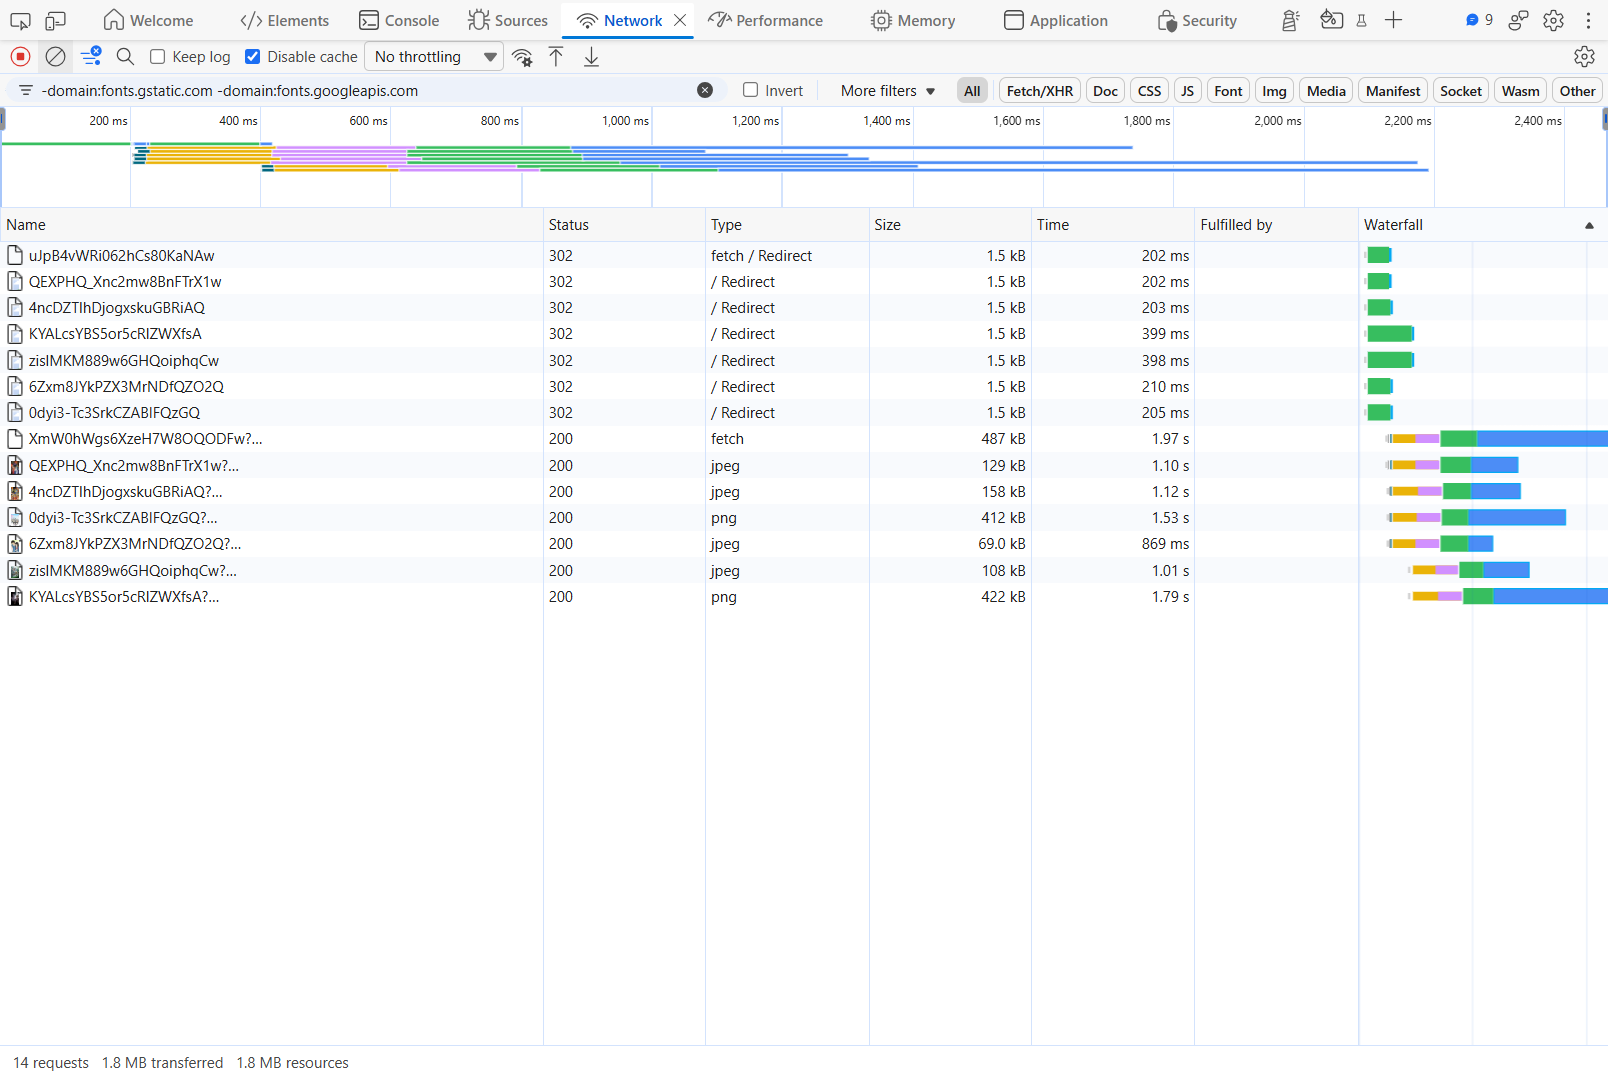 Welcome Elements Console Sources Network Performance Memory Application Security 9
Keep log Disable cache No throttling
-domain:fonts.gstatic.com -domain:fonts.googleapis.com Invert More filters All Fetch/XHR Doc CSS JS Font Img Media Manifest Socket Wasm Other
200 ms 400 ms 600 ms 800 ms 1,000 ms 1,200 ms 1,400 ms 1,600 ms 1,800 ms 2,000 ms 2,200 ms 2,400 ms
Name Status Type Size Time Fulfilled by Waterfall
uJpB4vWRi062hCs80KaNAw 302 fetch / Redirect 1.5 kB 202 ms
QEXPHQ_Xnc2mw8BnFTrX1w 302 / Redirect 1.5 kB 202 ms
4ncDZTIhDjogxskuGBRiAQ 302 / Redirect 1.5 kB 203 ms
KYALcsYBS5or5cRIZWXfsA 302 / Redirect 1.5 kB 399 ms
zisIMKM889w6GHQoiphqCw 302 / Redirect 1.5 kB 398 ms
6Zxm8JYkPZX3MrNDfQZO2Q 302 / Redirect 1.5 kB 210 ms
0dyi3-Tc3SrkCZABIFQzGQ 302 / Redirect 1.5 kB 205 ms
XmW0hWgs6XzeH7W8OQODFw?... 200 fetch 487 kB 1.97 s
QEXPHQ_Xnc2mw8BnFTrX1w?... 200 jpeg 129 kB 1.10 s
4ncDZTIhDjogxskuGBRiAQ?... 200 jpeg 158 kB 1.12 s
0dyi3-Tc3SrkCZABIFQzGQ?... 200 png 412 kB 1.53 s
6Zxm8JYkPZX3MrNDfQZO2Q?... 200 jpeg 69.0 kB 869 ms
zisIMKM889w6GHQoiphqCw?... 200 jpeg 108 kB 1.01 s
KYALcsYBS5or5cRIZWXfsA?... 200 png 422 kB 1.79 s
14 requests 1.8 MB transferred 1.8 MB resources